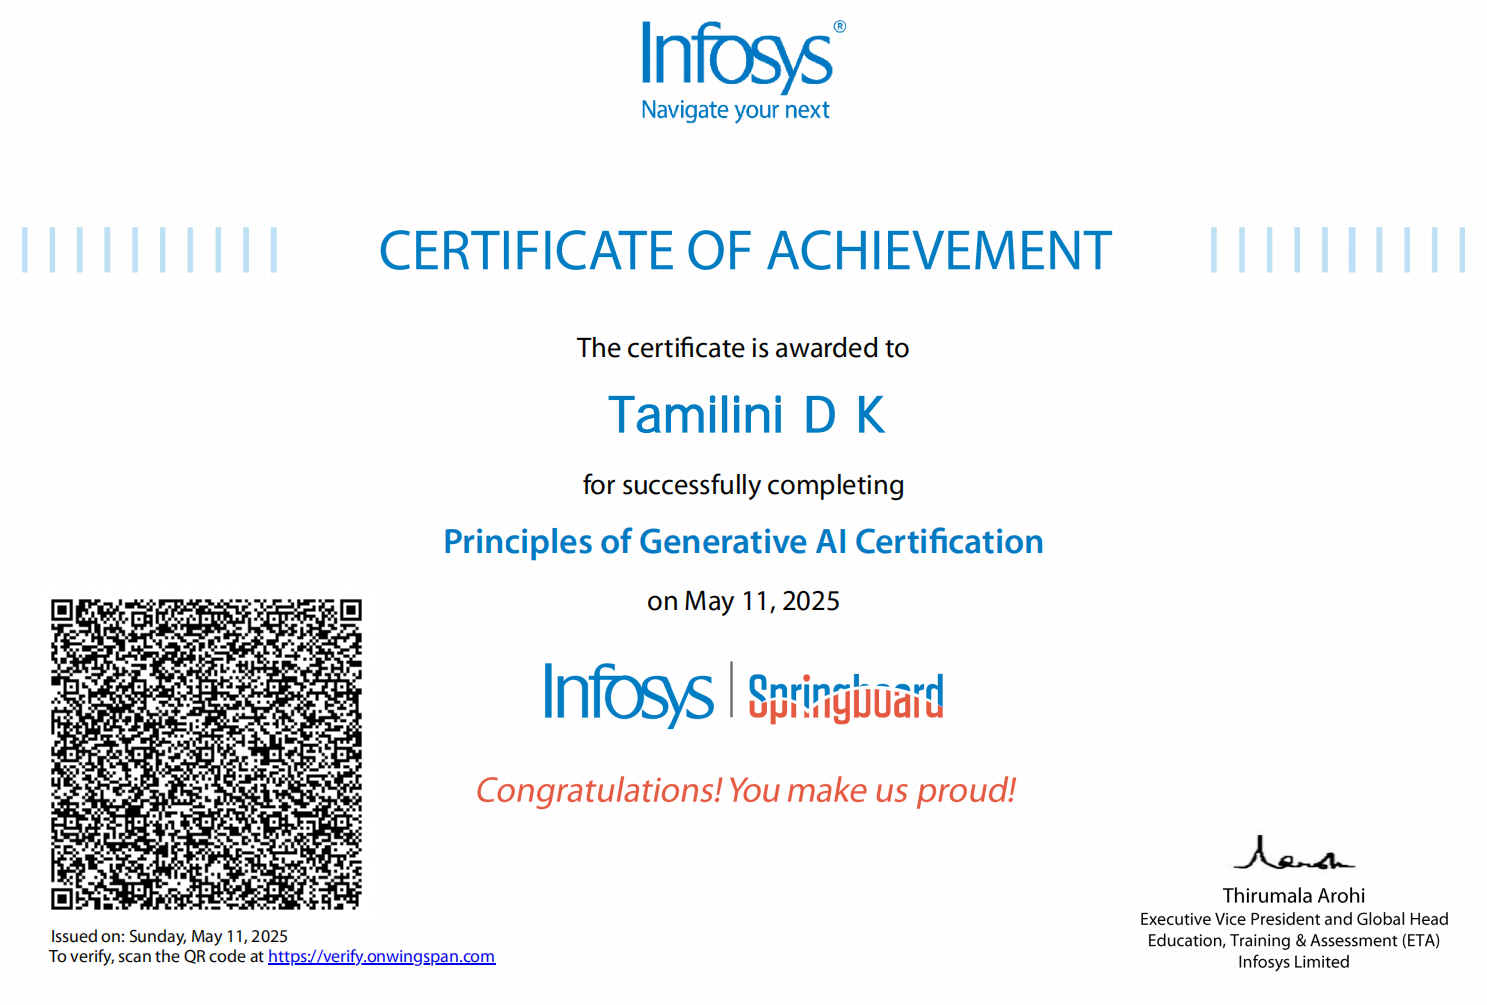 Infosys®
Navigate your next
CERTIFICATE OF ACHIEVEMENT
The certificate is awarded to
Tamilini D K
for successfully completing
Principles of Generative AI Certification
on May 11, 2025
Infosys | Springboard
Congratulations! You make us proud!
Issued on: Sunday, May 11, 2025
To verify, scan the QR code at https://verify.onwingspan.com
Thirumala Arohi
Executive Vice President and Global Head
Education, Training & Assessment (ETA)
Infosys Limited